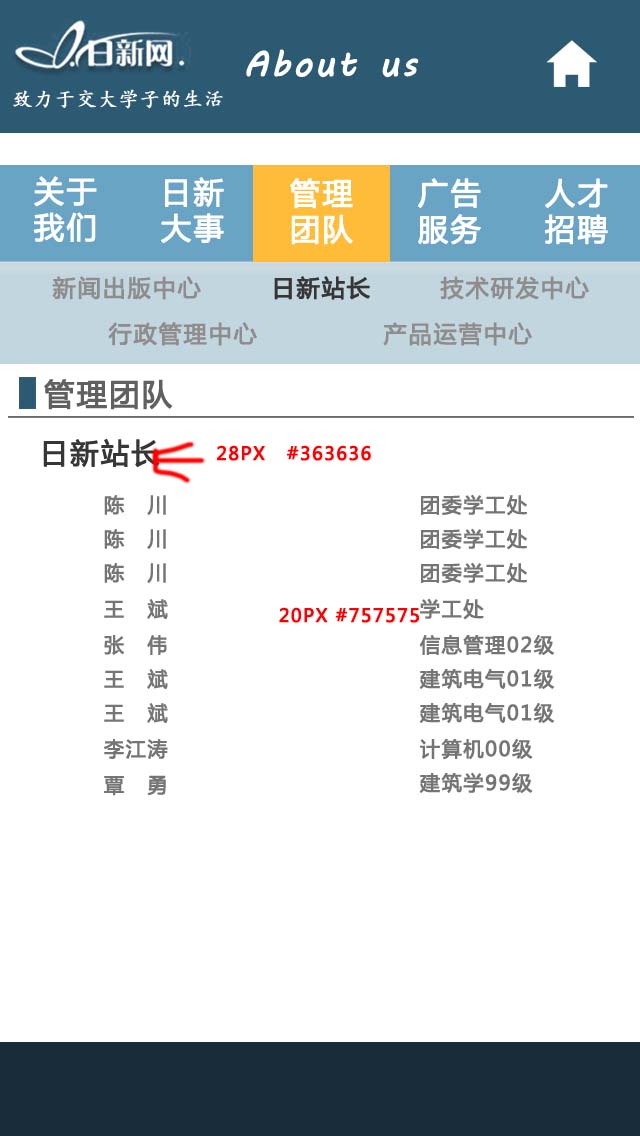 日新网.
About us
致力于交大学子的生活
关于 日新 管理 广告 人才
我们 大事 团队 服务 招聘
新闻出版中心 日新站长 技术研发中心
行政管理中心 产品运营中心
管理团队
日新站长 28PX #363636
陈 川 团委学工处
陈 川 团委学工处
陈 川 团委学工处
王 斌 20PX #757575 学工处
张 伟 信息管理02级
王 斌 建筑电气01级
王 斌 建筑电气01级
李江涛 计算机00级
覃 勇 建筑学99级